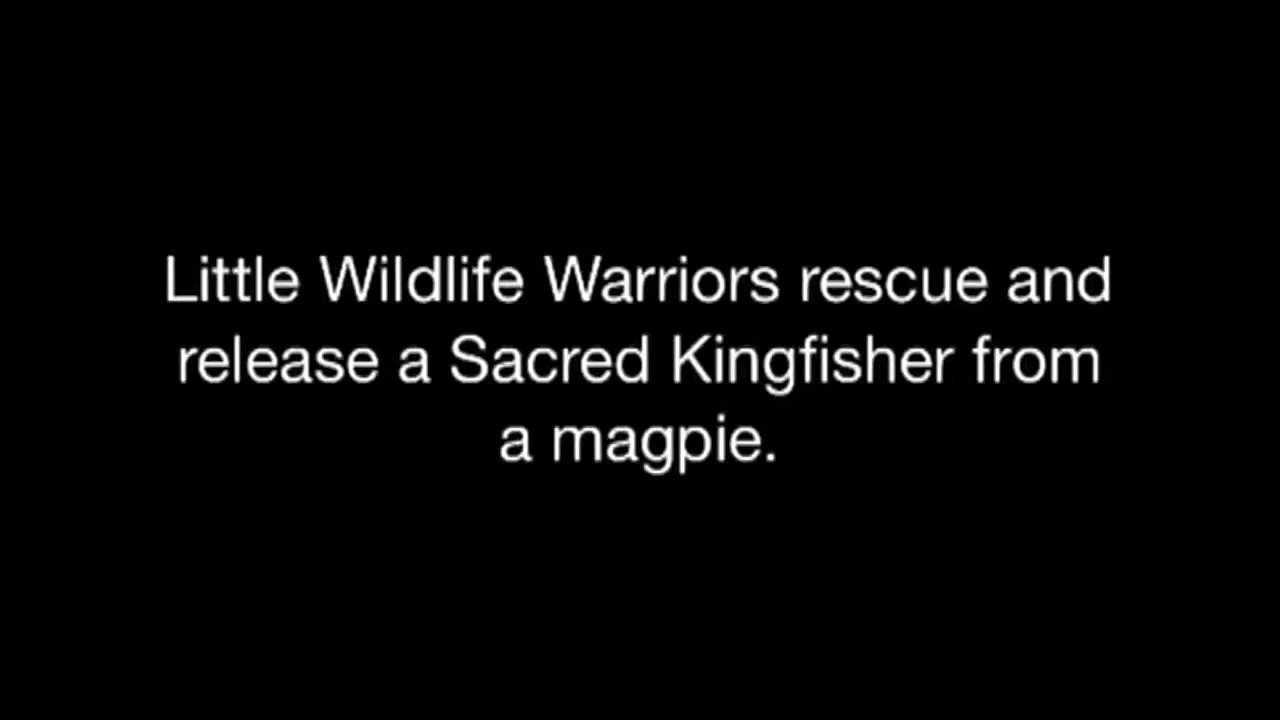 Little Wildlife Warriors rescue and
release a Sacred Kingfisher from
a magpie.